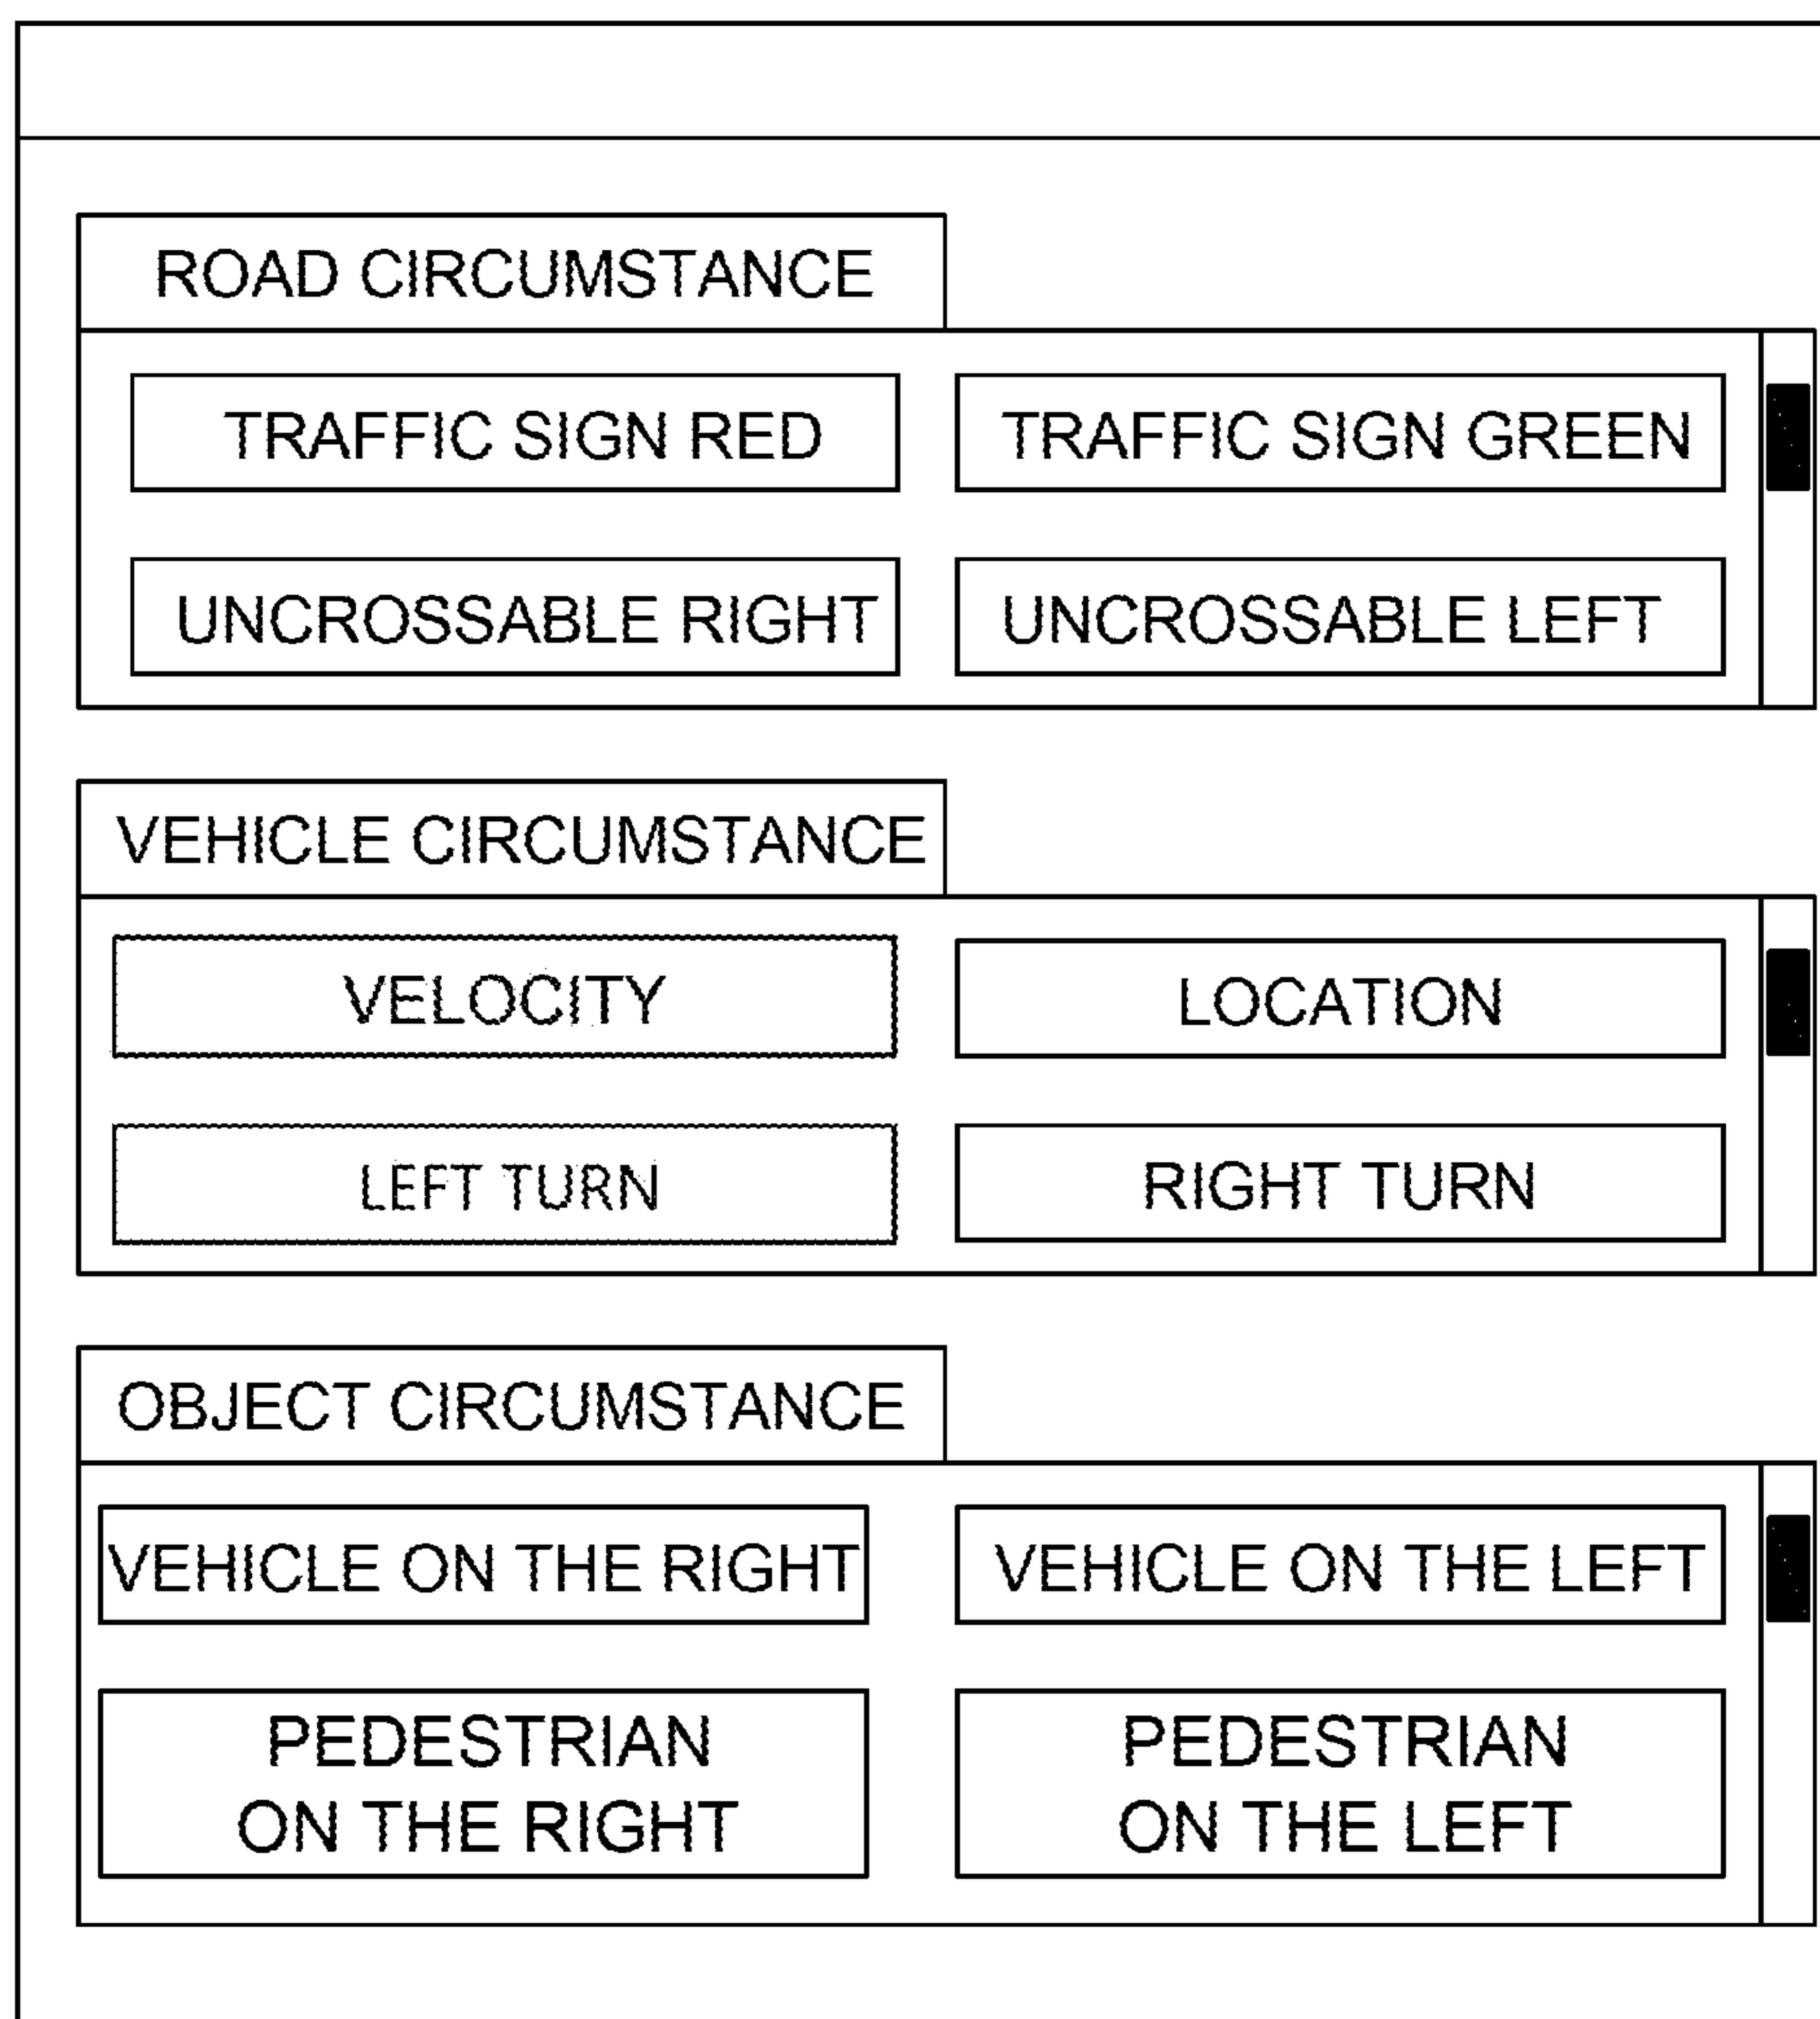 ROAD CIRCUMSTANCE
TRAFFIC SIGN RED
TRAFFIC SIGN GREEN
UNCROSSABLE RIGHT
UNCROSSABLE LEFT
VEHICLE CIRCUMSTANCE
VELOCITY
LOCATION
LEFT TURN
RIGHT TURN
OBJECT CIRCUMSTANCE
VEHICLE ON THE RIGHT
VEHICLE ON THE LEFT
PEDESTRIAN
ON THE RIGHT
PEDESTRIAN
ON THE LEFT